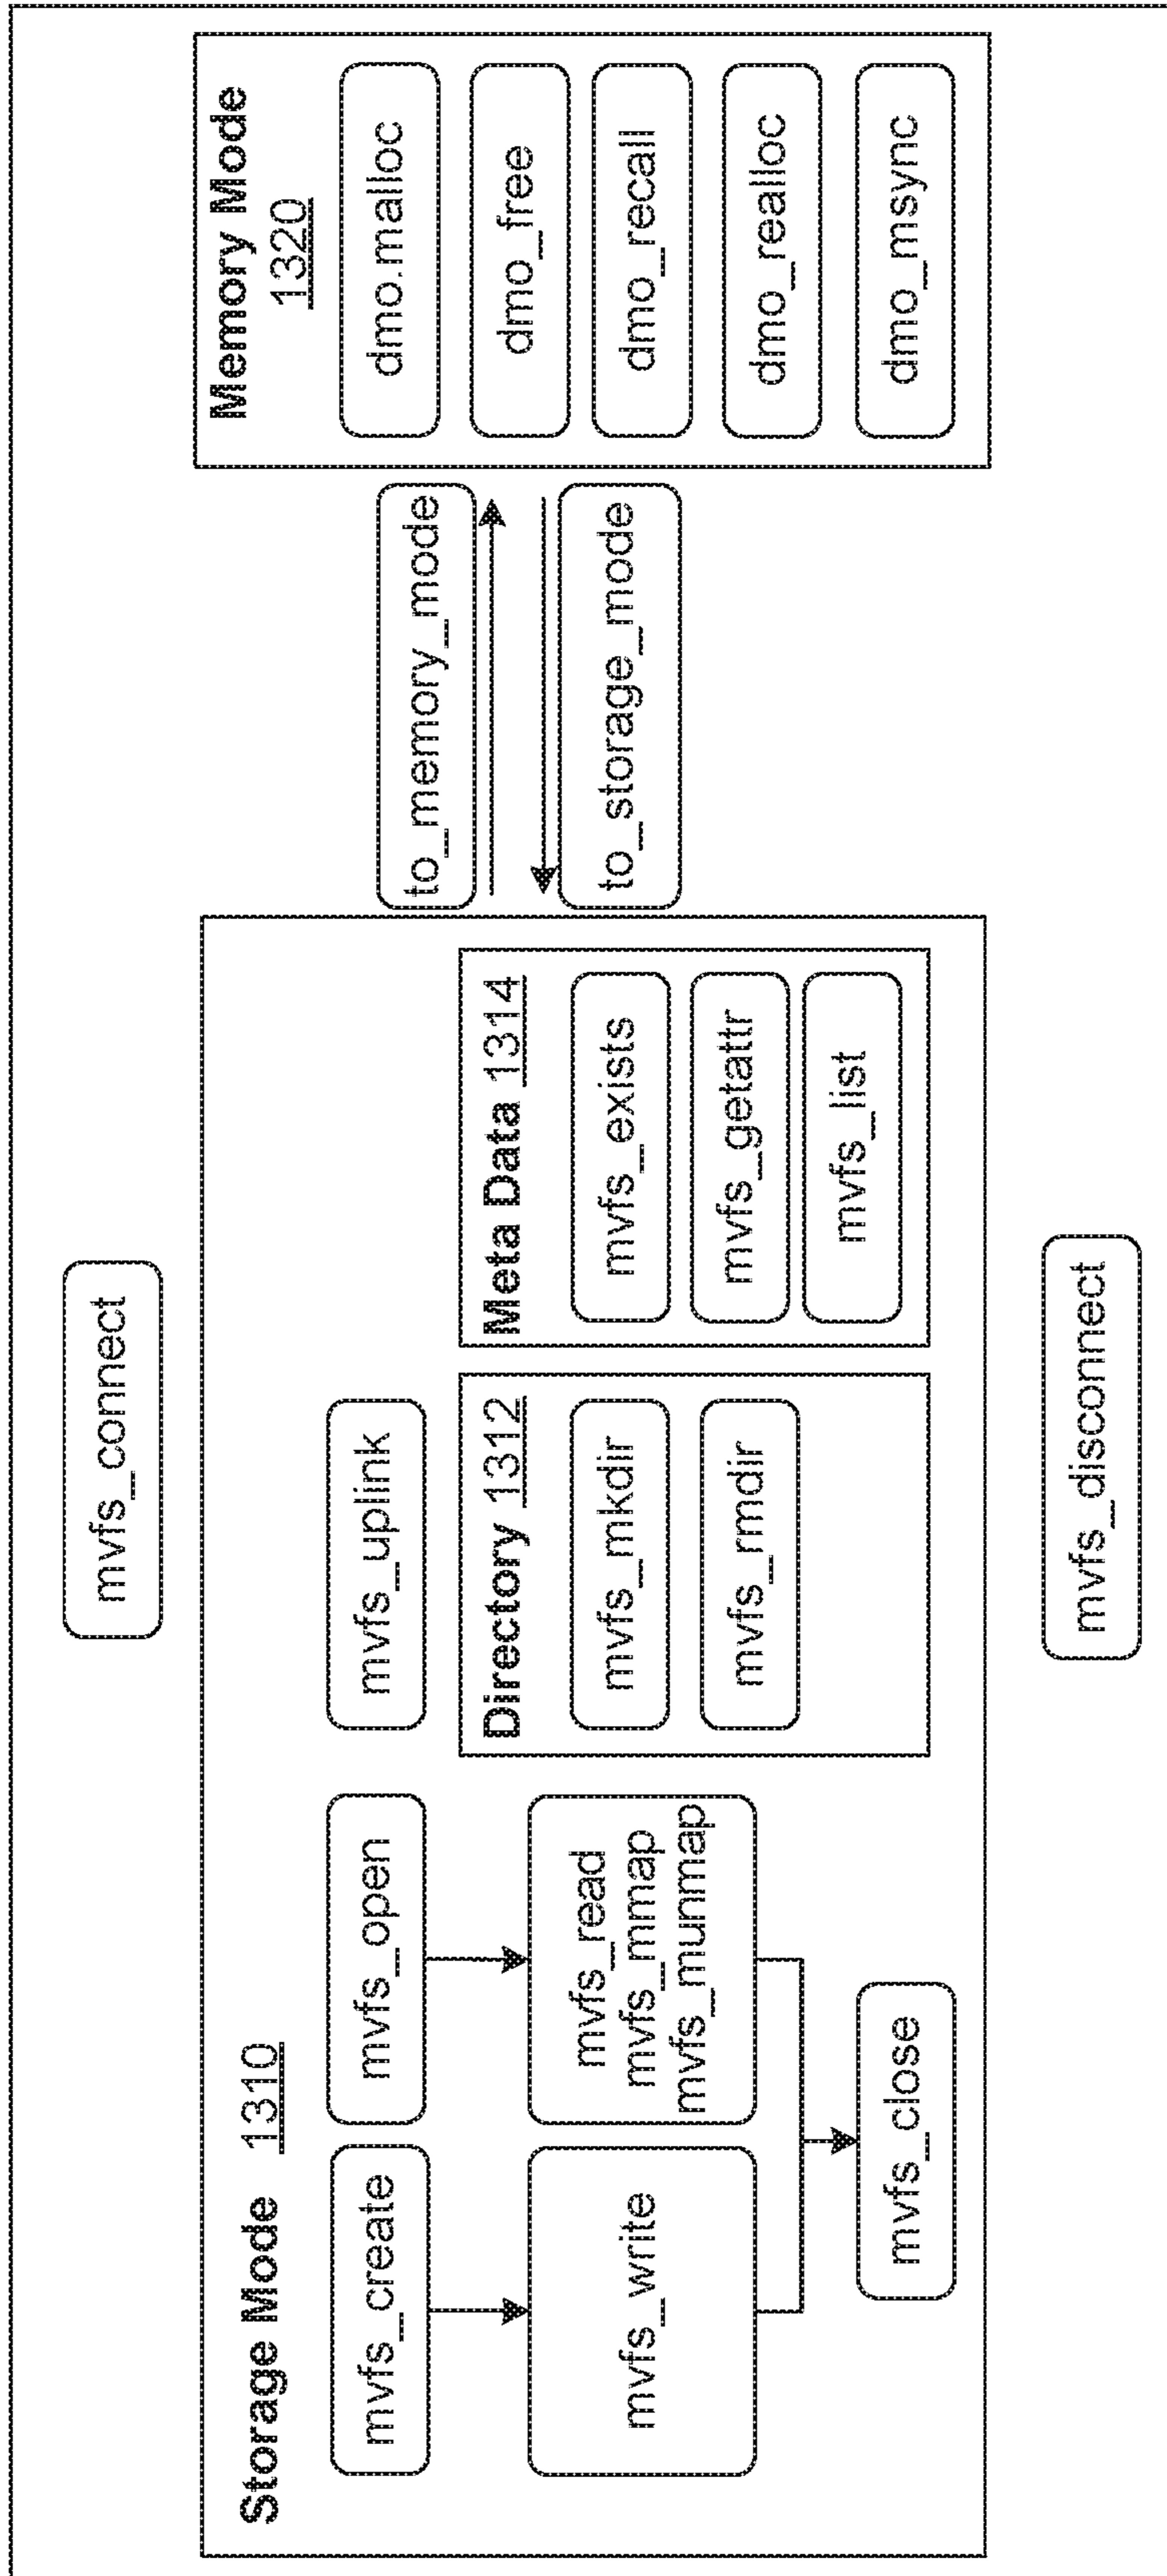 mvfs_connect
Storage Mode 1310
mvfs_create
mvfs_open
mvfs_uplink
mvfs_write
mvfs_read
mvfs_mmap
mvfs_munmap
mvfs_close
Directory 1312
mvfs_mkdir
mvfs_rmdir
Meta Data 1314
mvfs_exists
mvfs_getattr
mvfs_list
to_memory_mode
to_storage_mode
Memory Mode
1320
dmo.malloc
dmo_free
dmo_recall
dmo_realloc
dmo_msync
mvfs_disconnect